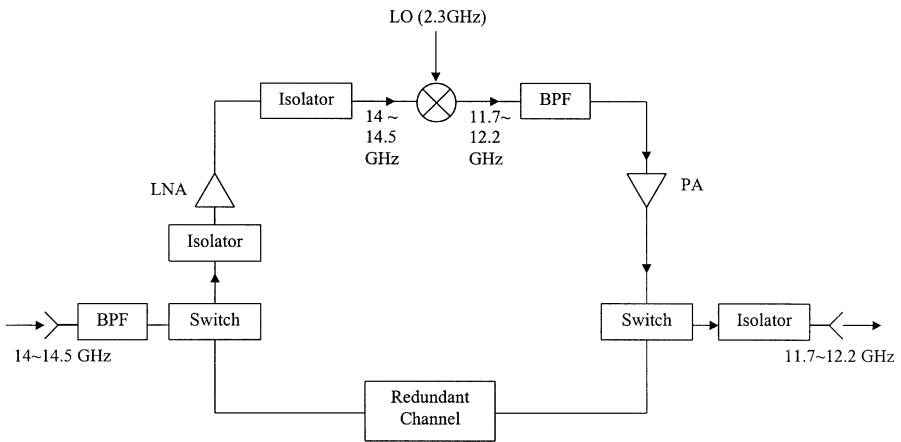 LO (2.3GHz)
Isolator
BPF
14 ~
14.5
GHz
11.7~
12.2
GHz
LNA
PA
Isolator
BPF
Switch
Switch
Isolator
14~14.5 GHz
11.7~12.2 GHz
Redundant
Channel